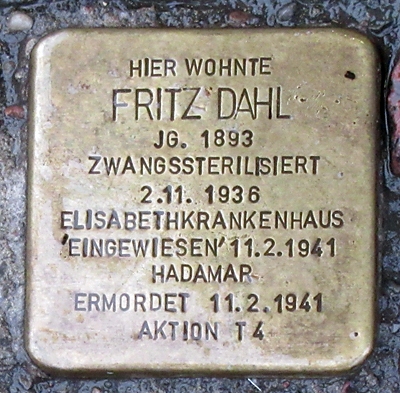 HIER WOHNTE
FRITZ DAHL
JG. 1893
ZWANGSSTERILISIERT
2.11. 1936
ELISABETHKRANKENHAUS
'EINGEWIESEN' 11.2.1941
HADAMAR
ERMORDET 11.2.1941
AKTION T4